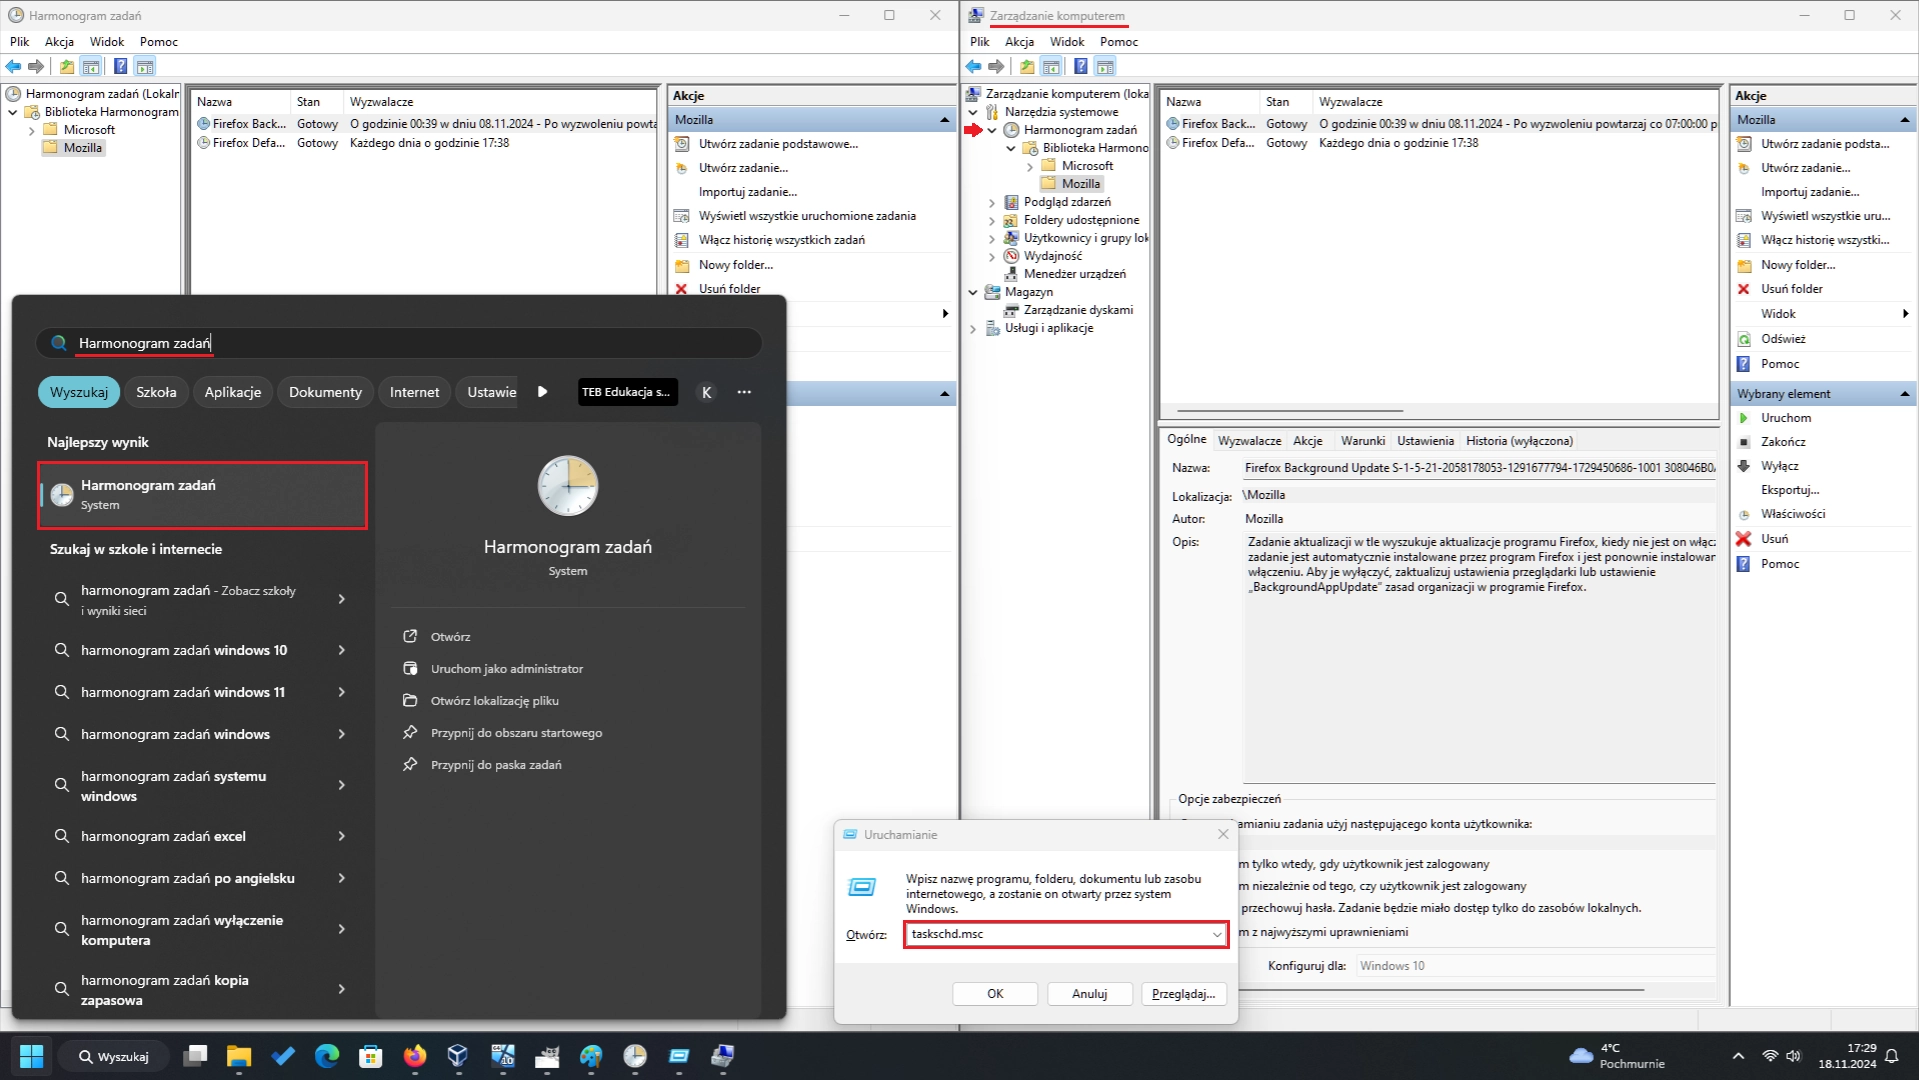 Harmonogram zadań
Plik Akcja Widok Pomoc
Harmonogram zadań (Lokaln
Biblioteka Harmonogram
Microsoft
Mozilla
Nazwa Stan Wyzwalacze
Firefox Back... Gotowy O godzinie 00:39 w dniu 08.11.2024 - Po wyzwoleniu powta
Firefox Defa... Gotowy Każdego dnia o godzinie 17:38
Akcje
Mozilla
Utwórz zadanie podstawowe...
Utwórz zadanie...
Importuj zadanie...
Wyświetl wszystkie uruchomione zadania
Włącz historię wszystkich zadań
Nowy folder...
Usuń folder
Zarządzanie komputerem
Plik Akcja Widok Pomoc
Zarządzanie komputerem (loka
Narzędzia systemowe
Harmonogram zadań
Biblioteka Harmono
Microsoft
Mozilla
Podgląd zdarzeń
Foldery udostępnione
Użytkownicy i grupy lok
Wydajność
Menedżer urządzeń
Magazyn
Zarządzanie dyskami
Usługi i aplikacje
Nazwa Stan Wyzwalacze
Firefox Back... Gotowy O godzinie 00:39 w dniu 08.11.2024 - Po wyzwoleniu powtarzaj co 07:00:00 p
Firefox Defa... Gotowy Każdego dnia o godzinie 17:38
Ogólne Wyzwalacze Akcje Warunki Ustawienia Historia (wyłączona)
Nazwa: Firefox Background Update S-1-5-21-2058178053-1291677794-1729450686-1001 308046B0
Lokalizacja: \Mozilla
Autor: Mozilla
Opis: Zadanie aktualizacji w tle wyszukuje aktualizacje programu Firefox, kiedy nie jest on włącz
zadanie jest automatycznie instalowane przez program Firefox i jest ponownie instalowar
włączeniu. Aby je wyłączyć, zaktualizuj ustawienia przeglądarki lub ustawienie
„BackgroundAppUpdate” zasad organizacji w programie Firefox.
Opcje zabezpieczeń
amianiu zadania użyj następującego konta użytkownika:
m tylko wtedy, gdy użytkownik jest zalogowany
m niezależnie od tego, czy użytkownik jest zalogowany
przechowuj hasła. Zadanie będzie miało dostęp tylko do zasobów lokalnych.
m z najwyższymi uprawnieniami
Konfiguruj dla: Windows 10
Akcje
Mozilla
Utwórz zadanie podsta...
Utwórz zadanie...
Importuj zadanie...
Wyświetl wszystkie uru...
Włącz historię wszystki...
Nowy folder...
Usuń folder
Widok
Odśwież
Pomoc
Wybrany element
Uruchom
Zakończ
Wyłącz
Eksportuj...
Właściwości
Usuń
Pomoc
Harmonogram zadań
Wyszukaj Szkoła Aplikacje Dokumenty Internet Ustawie TEB Edukacja s... K ...
Najlepszy wynik
Harmonogram zadań
System
Szukaj w szkole i internecie
harmonogram zadań - Zobacz szkoły
i wyniki sieci
harmonogram zadań windows 10
harmonogram zadań windows 11
harmonogram zadań windows
harmonogram zadań systemu
windows
harmonogram zadań excel
harmonogram zadań po angielsku
harmonogram zadań wyłączenie
komputera
harmonogram zadań kopia
zapasowa
Harmonogram zadań
System
Otwórz
Uruchom jako administrator
Otwórz lokalizację pliku
Przypnij do obszaru startowego
Przypnij do paska zadań
Uruchamianie
Wpisz nazwę programu, folderu, dokumentu lub zasobu
internetowego, a zostanie on otwarty przez system
Windows.
Otwórz: taskschd.msc
OK Anuluj Przeglądaj...
Wyszukaj
4°C
Pochmurnie
17:29
18.11.2024